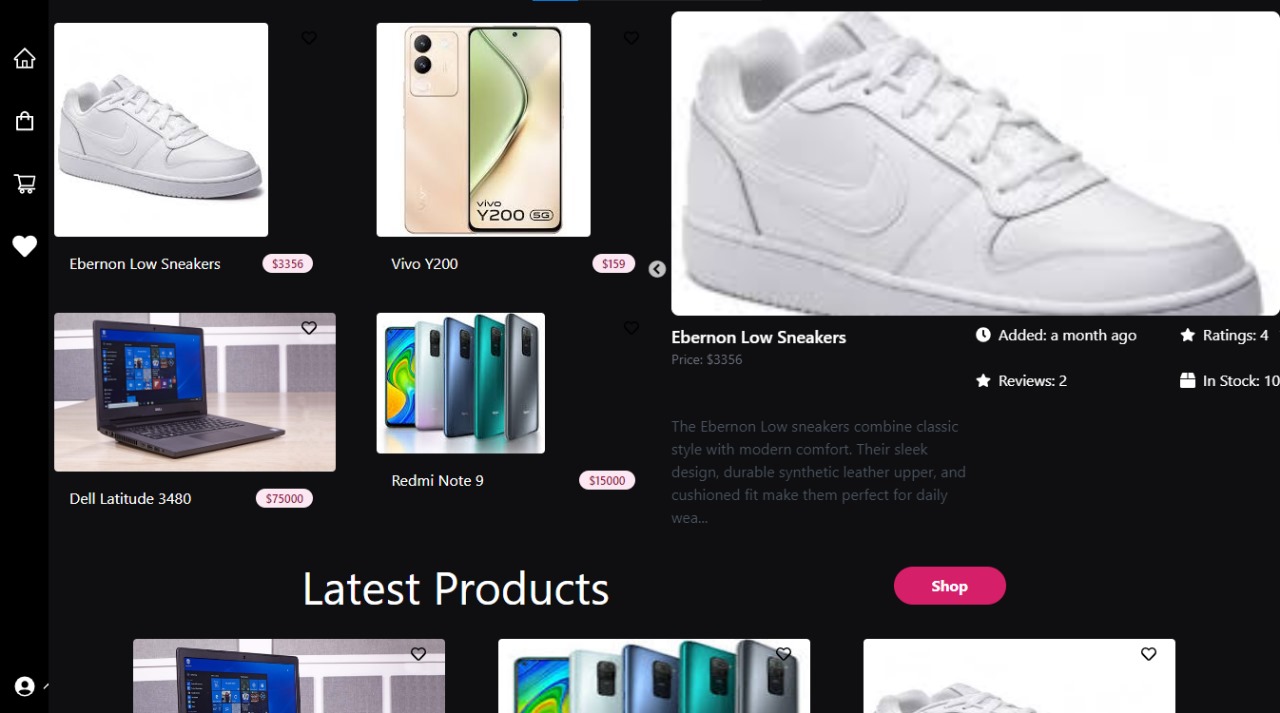 vivo
Y200 5G
Ebernon Low Sneakers
$3356
Vivo Y200
$159
Dell Latitude 3480
$75000
Redmi Note 9
$15000
Ebernon Low Sneakers
Price: $3356
Added: a month ago
Ratings: 4
Reviews: 2
In Stock: 10
The Ebernon Low sneakers combine classic
style with modern comfort. Their sleek
design, durable synthetic leather upper, and
cushioned fit make them perfect for daily
wea...
Latest Products
Shop